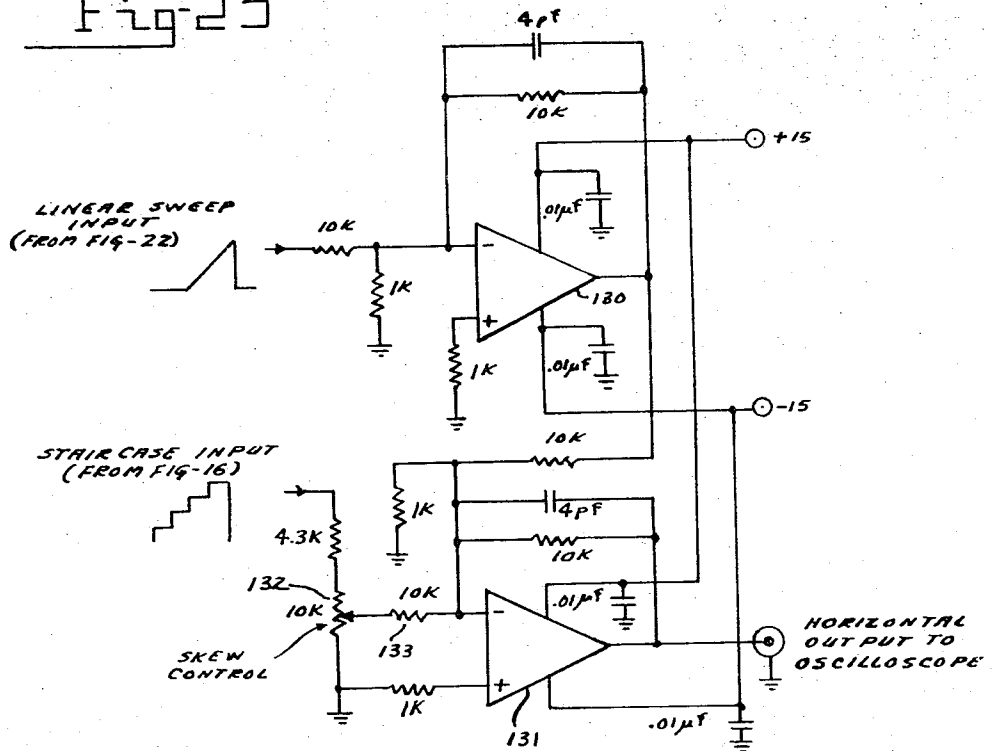 Fig-23
4pf
10K
+15
.01µf
LINEAR SWEEP
INPUT
(FROM FIG-22)
10K
1K
130
1K
.01µf
-15
STAIRCASE INPUT
(FROM FIG-16)
10K
1K
4pf
4.3K
10K
132
10K
10K
.01µf
133
SKEW
CONTROL
1K
131
.01µf
HORIZONTAL
OUTPUT TO
OSCILLOSCOPE